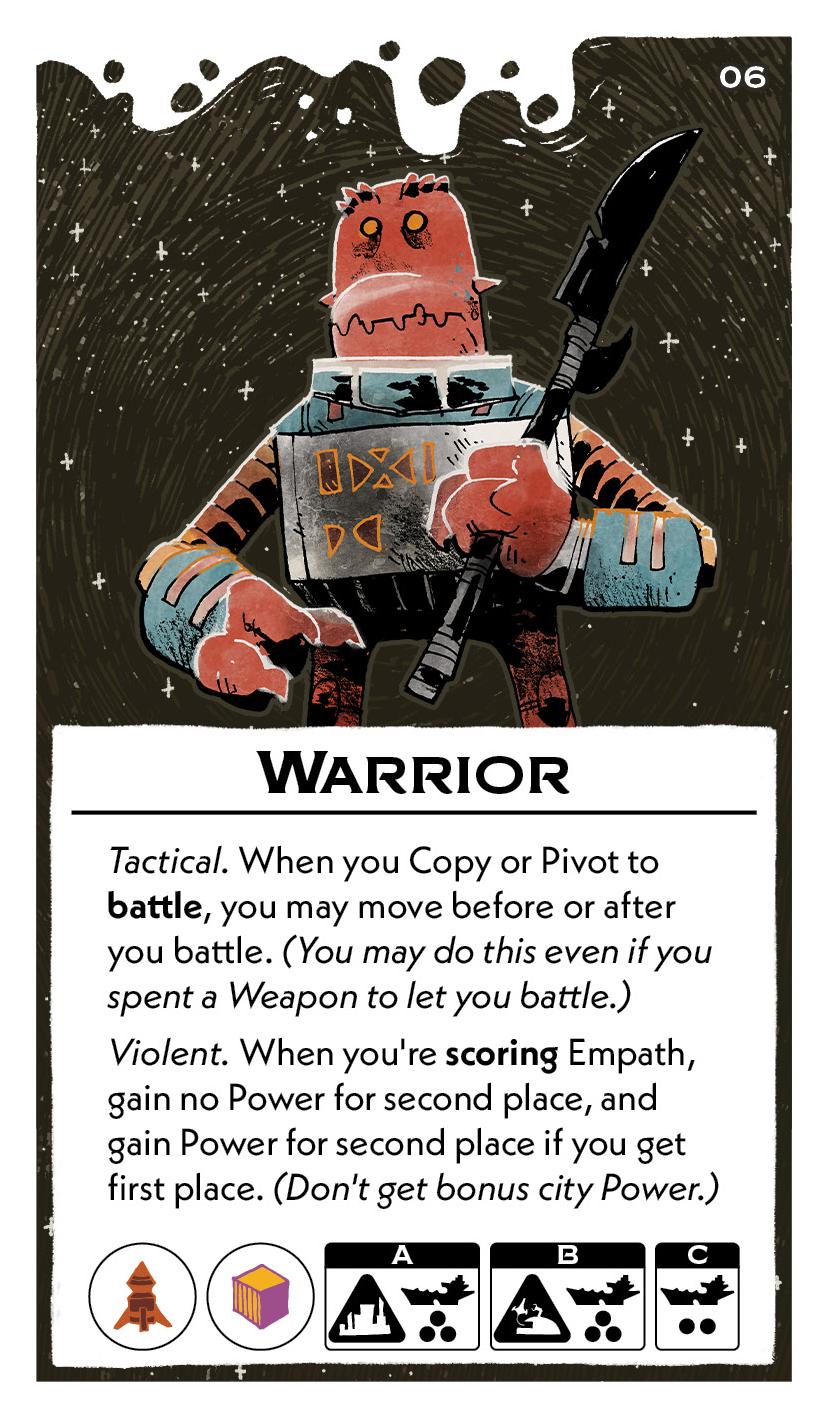 06
WARRIOR
Tactical. When you Copy or Pivot to
battle, you may move before or after
you battle. (You may do this even if you
spent a Weapon to let you battle.)
Violent. When you're scoring Empath,
gain no Power for second place, and
gain Power for second place if you get
first place. (Don't get bonus city Power.)
A B C